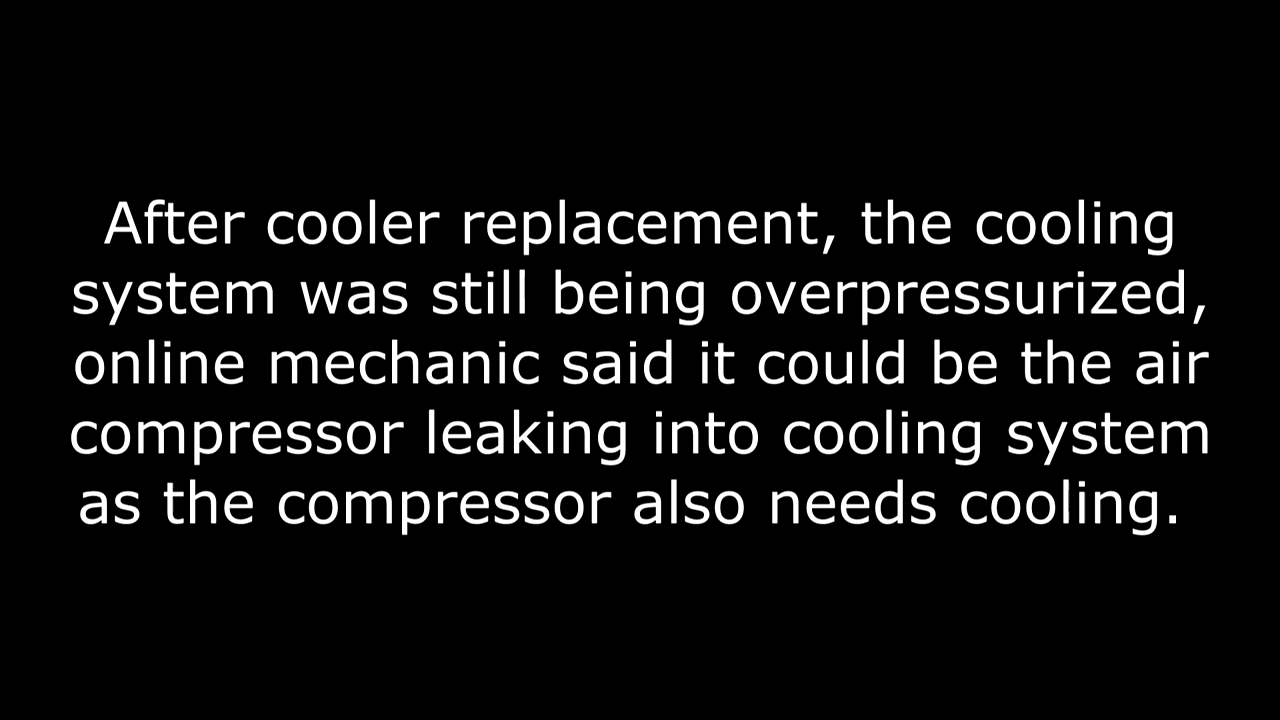 After cooler replacement, the cooling
system was still being overpressurized,
online mechanic said it could be the air
compressor leaking into cooling system
as the compressor also needs cooling.